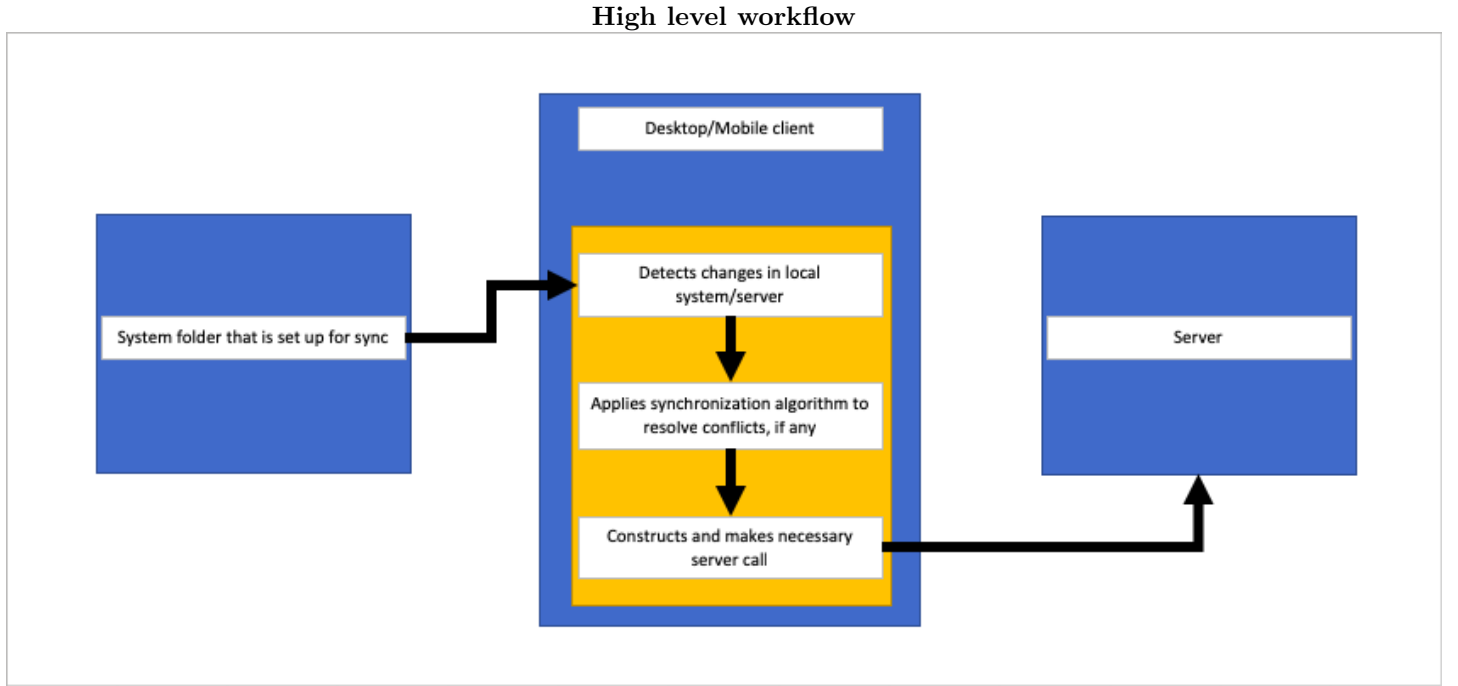 High level workflow
Desktop/Mobile client
Detects changes in local
system/server
System folder that is set up for sync
Server
Applies synchronization algorithm to
resolve conflicts, if any
Constructs and makes necessary
server call